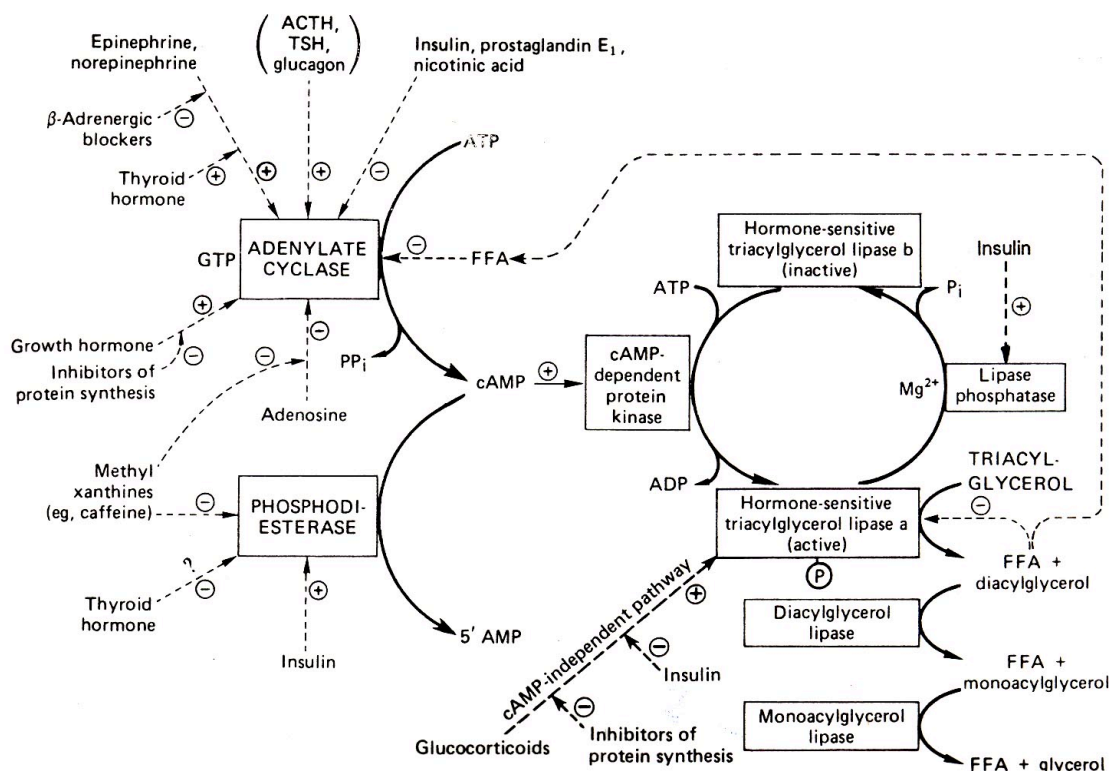 Epinephrine,
norepinephrine
ACTH,
TSH,
glucagon
Insulin, prostaglandin E₁,
nicotinic acid
β-Adrenergic
blockers
⊖
Thyroid
hormone
⊕
⊕
⊕
⊖
ATP
GTP
ADENYLATE
CYCLASE
⊖
FFA
Growth hormone
⊕
Inhibitors of
protein synthesis
⊖
⊖
⊖
Adenosine
PPᵢ
cAMP
⊕
cAMP-
dependent
protein
kinase
ATP
ADP
Hormone-sensitive
triacylglycerol lipase b
(inactive)
Pᵢ
Insulin
⊕
Mg²⁺
Lipase
phosphatase
Methyl
xanthines
(eg, caffeine)
⊖
PHOSPHODI-
ESTERASE
?
⊖
Thyroid
hormone
⊕
Insulin
5′ AMP
Hormone-sensitive
triacylglycerol lipase a
(active)
P
TRIACYL-
GLYCEROL
⊖
FFA +
diacylglycerol
Diacylglycerol
lipase
FFA +
monoacylglycerol
Monoacylglycerol
lipase
FFA + glycerol
cAMP-independent pathway
⊕
⊖
Insulin
⊖
Inhibitors of
protein synthesis
Glucocorticoids